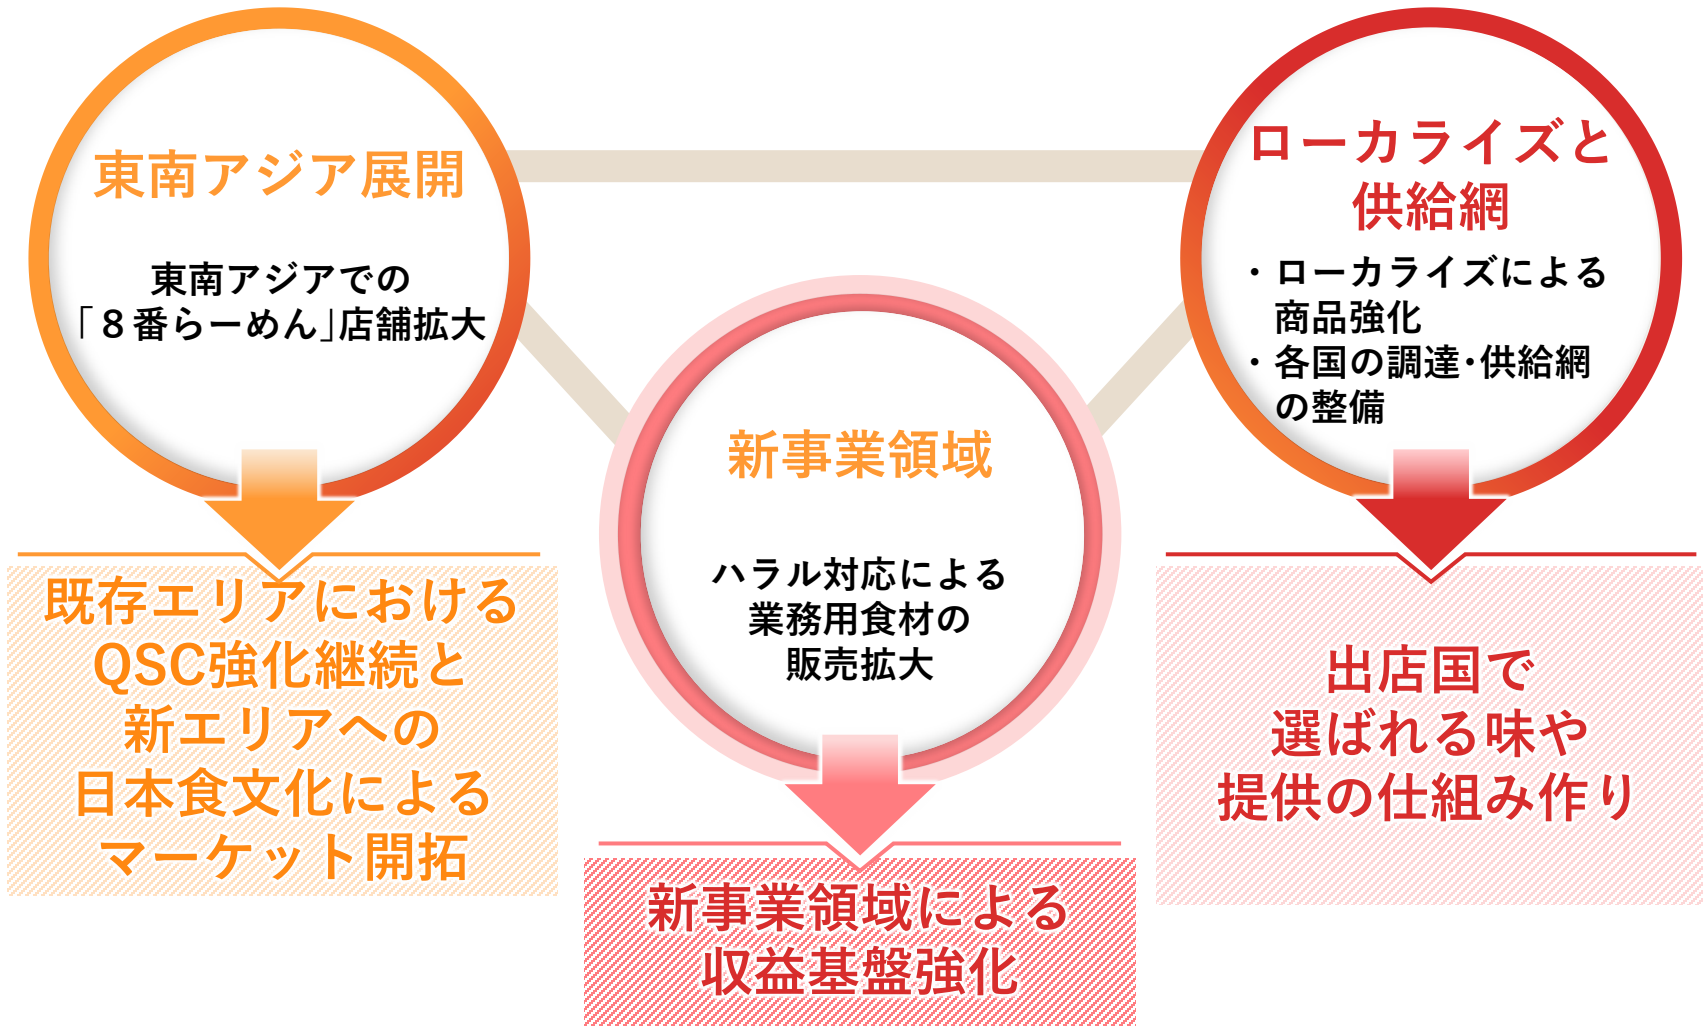 東南アジア展開
東南アジアでの
「８番らーめん」店舗拡大
既存エリアにおける
QSC強化継続と
新エリアへの
日本食文化による
マーケット開拓
新事業領域
ハラル対応による
業務用食材の
販売拡大
新事業領域による
収益基盤強化
ローカライズと
供給網
・ローカライズによる
商品強化
・各国の調達･供給網
の整備
出店国で
選ばれる味や
提供の仕組み作り